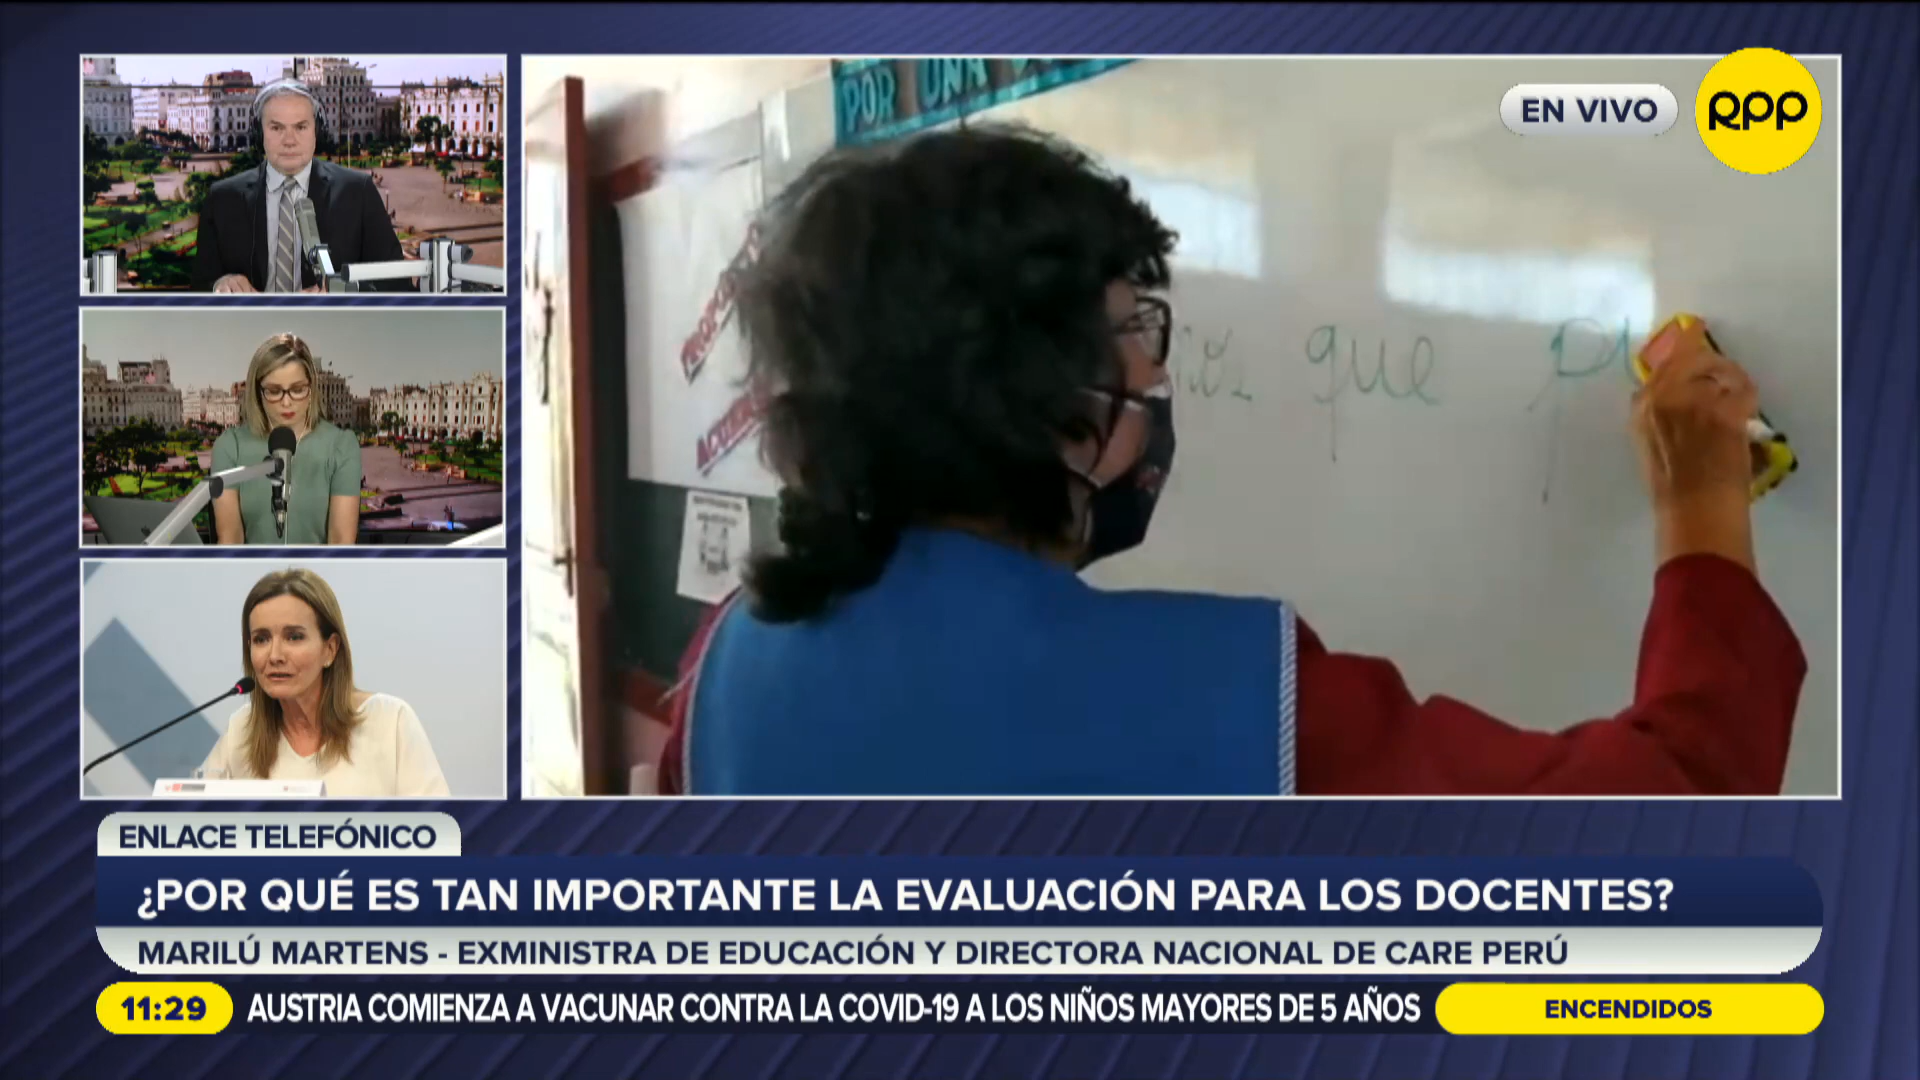 POR UNA
EN VIVO
rpp
que
ENLACE TELEFÓNICO
¿POR QUÉ ES TAN IMPORTANTE LA EVALUACIÓN PARA LOS DOCENTES?
MARILÚ MARTENS - EXMINISTRA DE EDUCACIÓN Y DIRECTORA NACIONAL DE CARE PERÚ
11:29 AUSTRIA COMIENZA A VACUNAR CONTRA LA COVID-19 A LOS NIÑOS MAYORES DE 5 AÑOS ENCENDIDOS